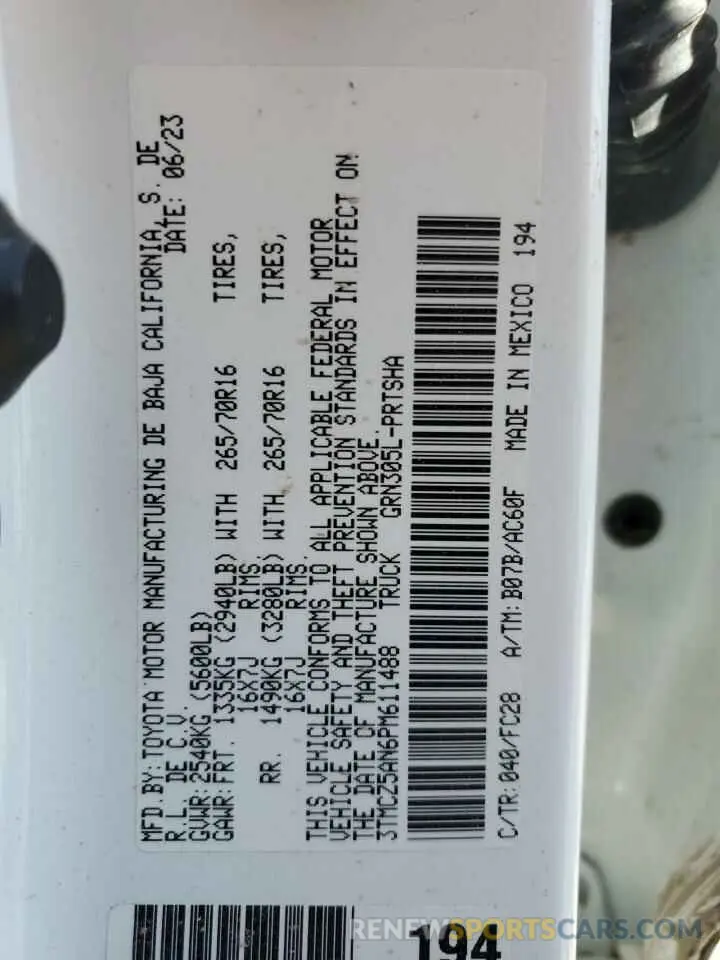 MFD.BY:TOYOTA MOTOR MANUFACTURING DE BAJA CALIFORNIA, S. DE
R.L. DE C.V. DATE: 06/23
GVWR:2540KG (5600LB)
GAWR:FRT. 1335KG (2940LB) WITH 265/70R16 TIRES,
16X7J RIMS.
RR. 1490KG (3280LB) WITH 265/70R16 TIRES,
16X7J RIMS.
THIS VEHICLE CONFORMS TO ALL APPLICABLE FEDERAL MOTOR
VEHICLE SAFETY AND THEFT PREVENTION STANDARDS IN EFFECT ON
THE DATE OF MANUFACTURE SHOWN ABOVE.
3TMCZ5AN6PM611488 TRUCK GRN305L-PRTSHA
C/TR:040/FC28 A/TM:B07B/AC60F MADE IN MEXICO 194
194
RENEWSPORTSCARS.COM